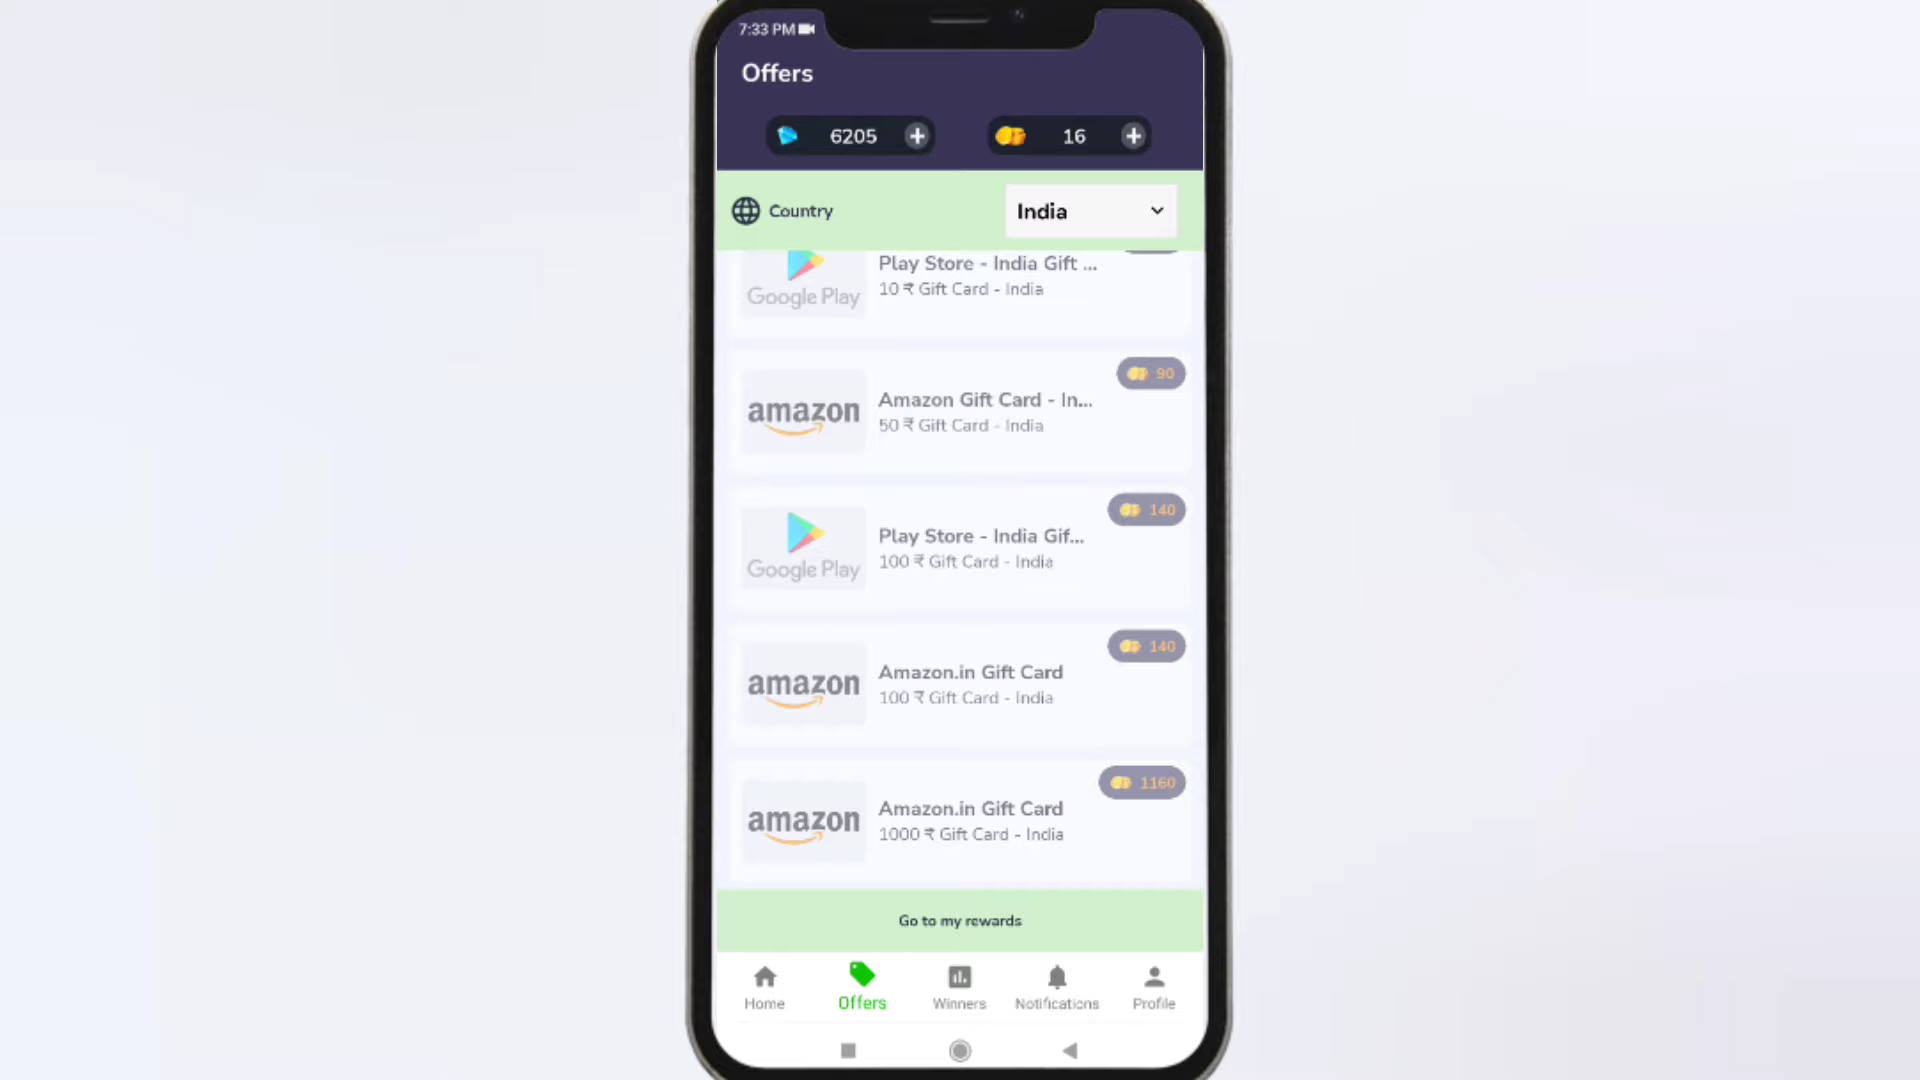 7:33 PM
Offers
6205
16
Country
India
Google Play
Play Store - India Gift ...
10 ₹ Gift Card - India
90
amazon
Amazon Gift Card - In...
50 ₹ Gift Card - India
140
Google Play
Play Store - India Gif...
100 ₹ Gift Card - India
140
amazon
Amazon.in Gift Card
100 ₹ Gift Card - India
1160
amazon
Amazon.in Gift Card
1000 ₹ Gift Card - India
Go to my rewards
Home
Offers
Winners
Notifications
Profile